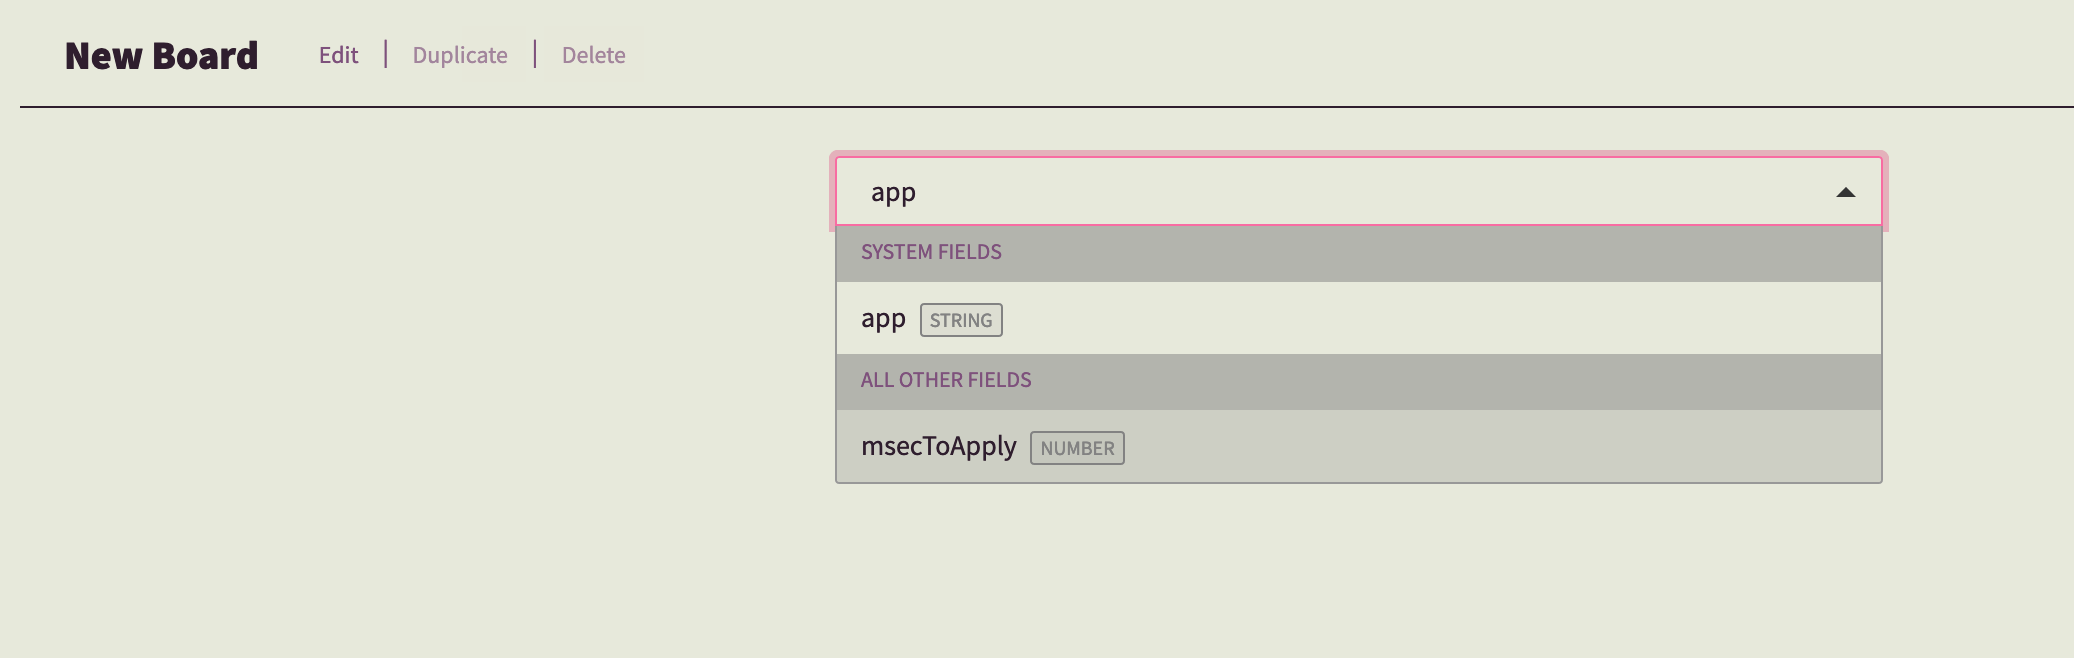 New Board Edit | Duplicate | Delete
app
SYSTEM FIELDS
app STRING
ALL OTHER FIELDS
msecToApply NUMBER